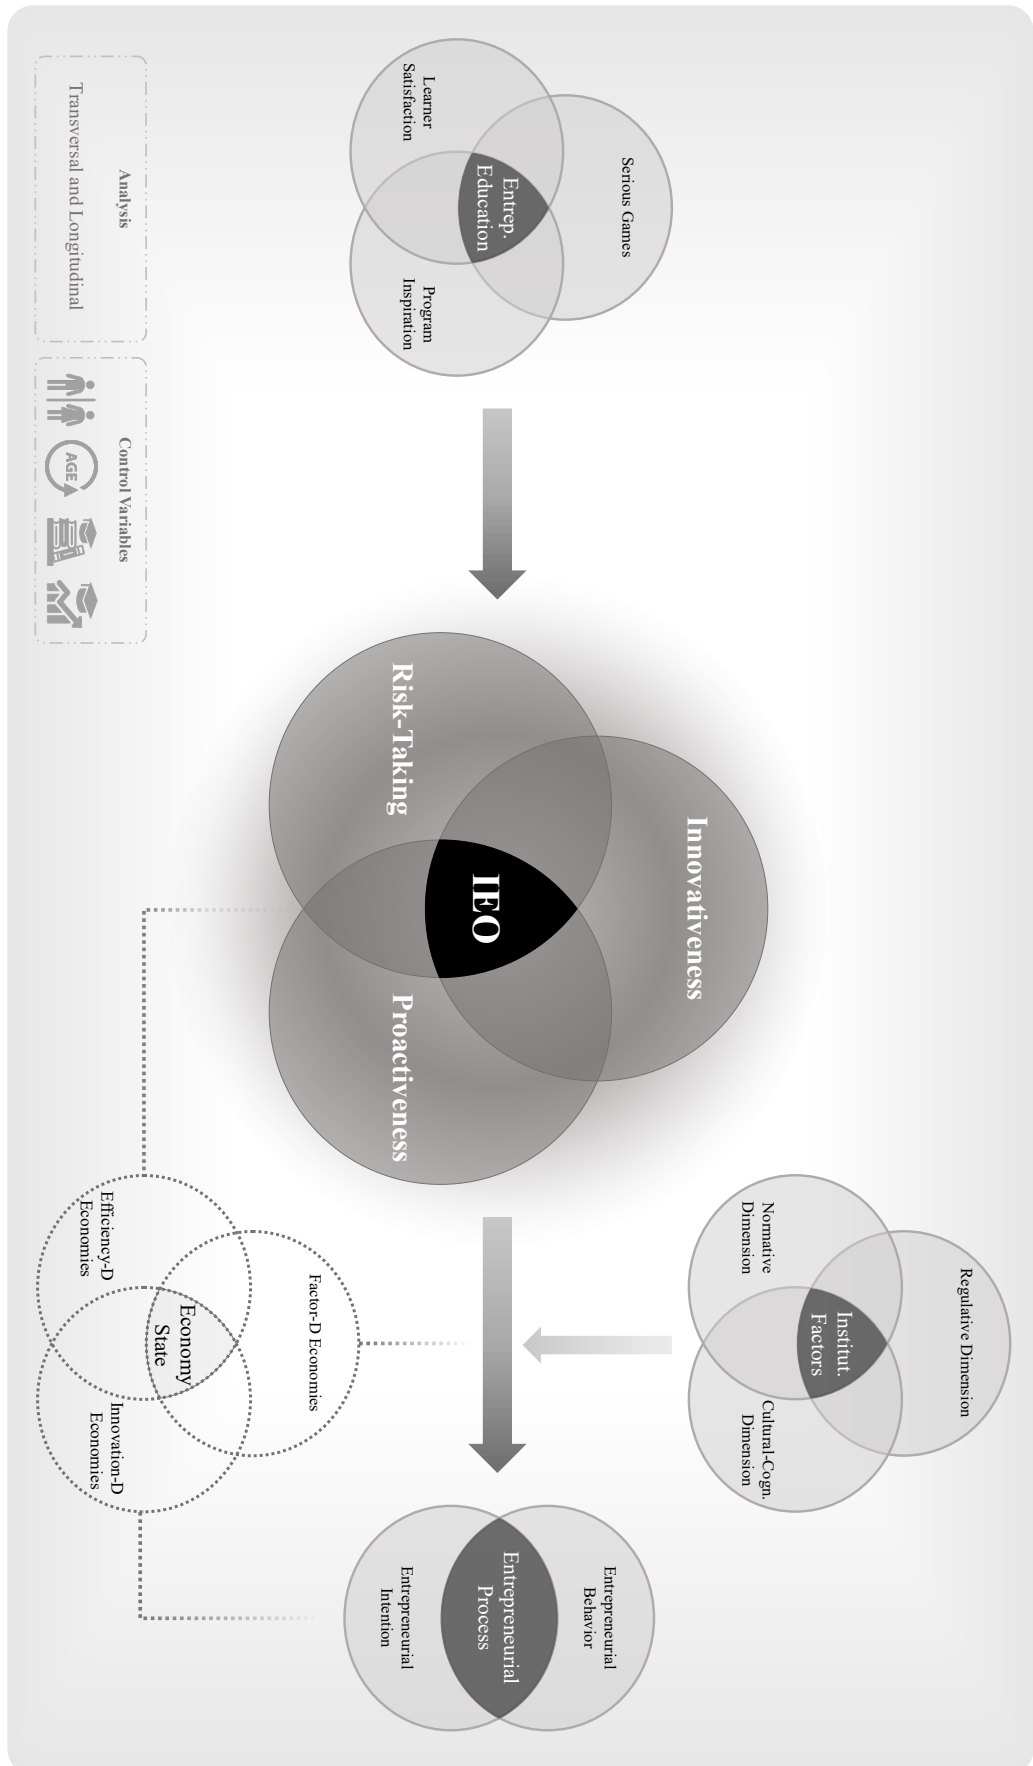 Serious Games
Learner
Satisfaction
Entrep.
Education
Program
Inspiration
Innovativeness
Risk-Taking
IEO
Proactiveness
Regulative Dimension
Normative
Dimension
Institut.
Factors
Cultural-Cogn.
Dimension
Factor-D Economies
Economy
State
Efficiency-D
Economies
Innovation-D
Economies
Entrepreneurial
Behavior
Entrepreneurial
Process
Entrepreneurial
Intention
Analysis
Transversal and Longitudinal
Control Variables
AGE